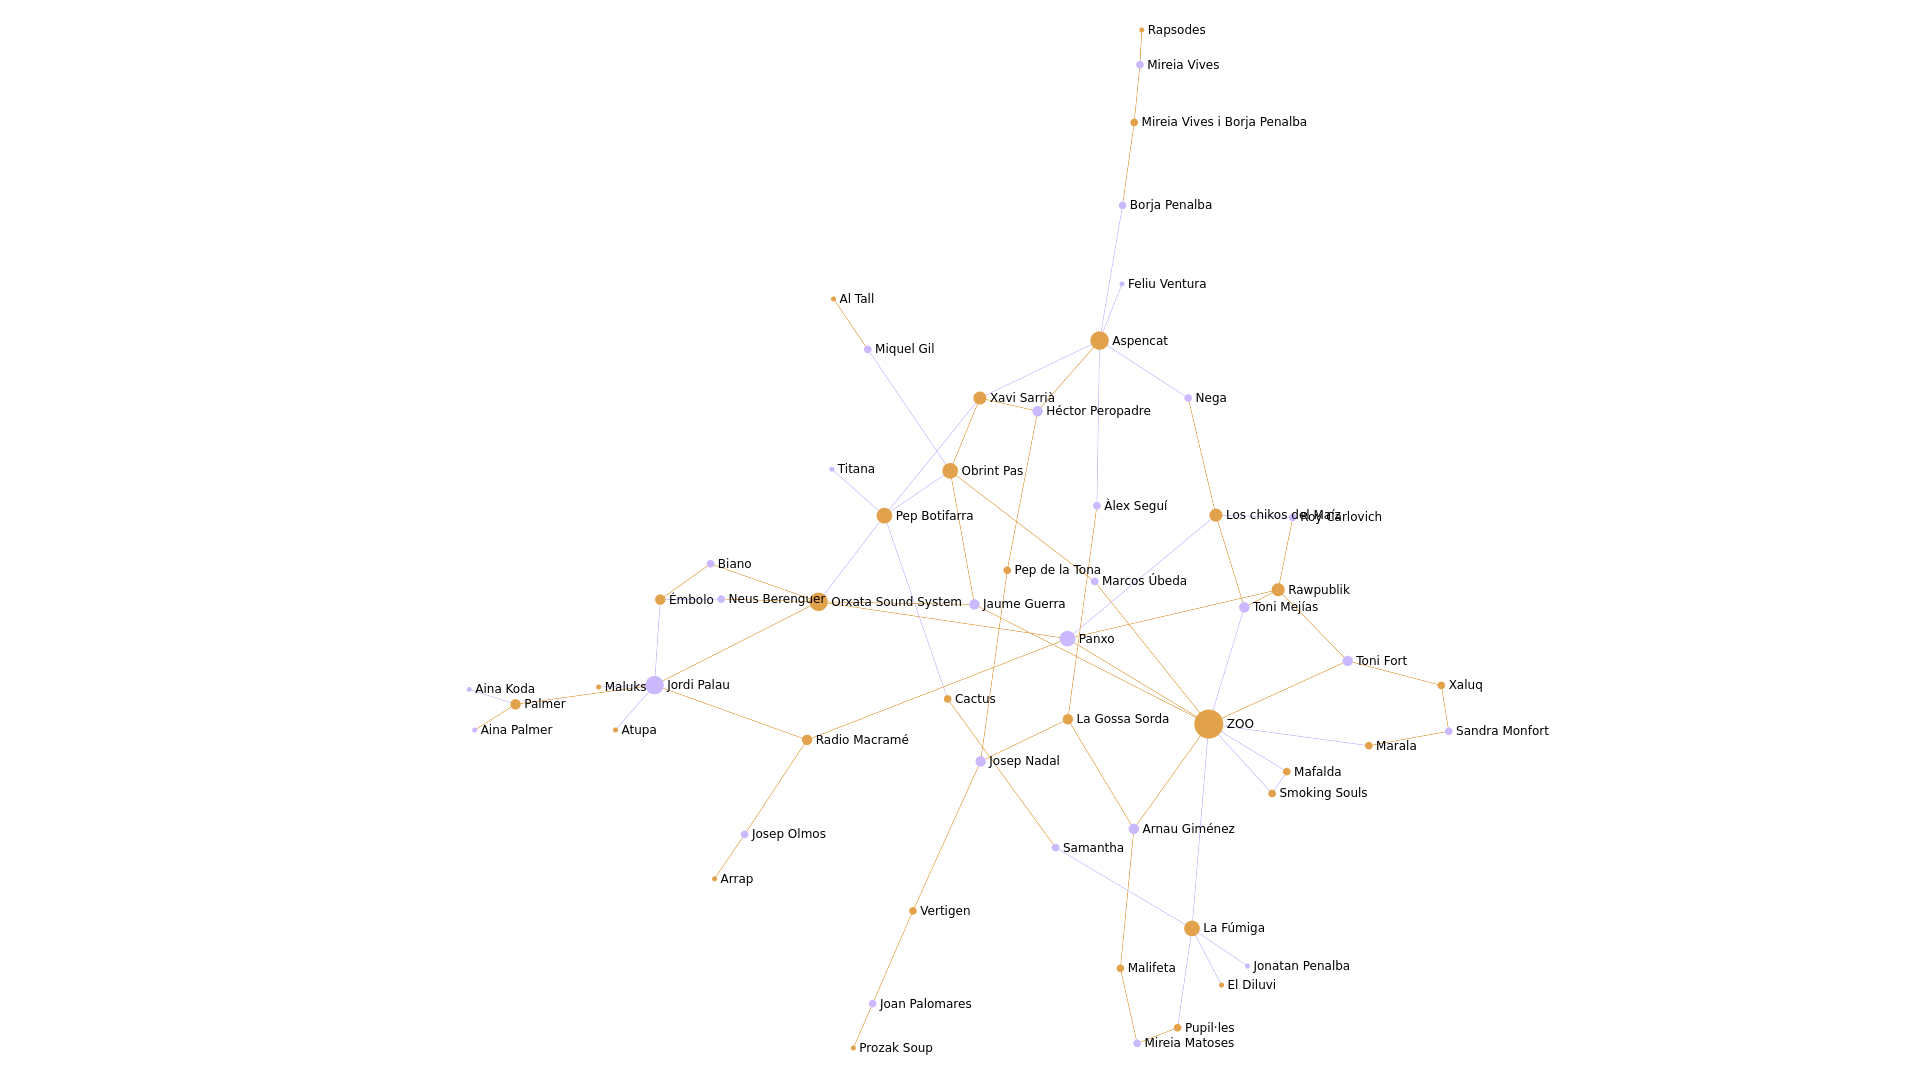 Rapsodes
Mireia Vives
Mireia Vives i Borja Penalba
Borja Penalba
Feliu Ventura
Al Tall
Aspencat
Miquel Gil
Xavi Sarrià
Nega
Héctor Peropadre
Titana
Obrint Pas
Àlex Seguí
Pep Botifarra
Los chikos del Maíz
Roy Carlovich
Biano
Pep de la Tona
Marcos Úbeda
Rawpublik
Émbolo
Neus Berenguer
Orxata Sound System
Jaume Guerra
Toni Mejías
Panxo
Toni Fort
Aina Koda
Maluks
Jordi Palau
Xaluq
Palmer
Cactus
La Gossa Sorda
ZOO
Aina Palmer
Atupa
Sandra Monfort
Radio Macramé
Marala
Josep Nadal
Mafalda
Smoking Souls
Josep Olmos
Arnau Giménez
Samantha
Arrap
Vertigen
La Fúmiga
Malifeta
Jonatan Penalba
El Diluvi
Joan Palomares
Pupil·les
Mireia Matoses
Prozak Soup